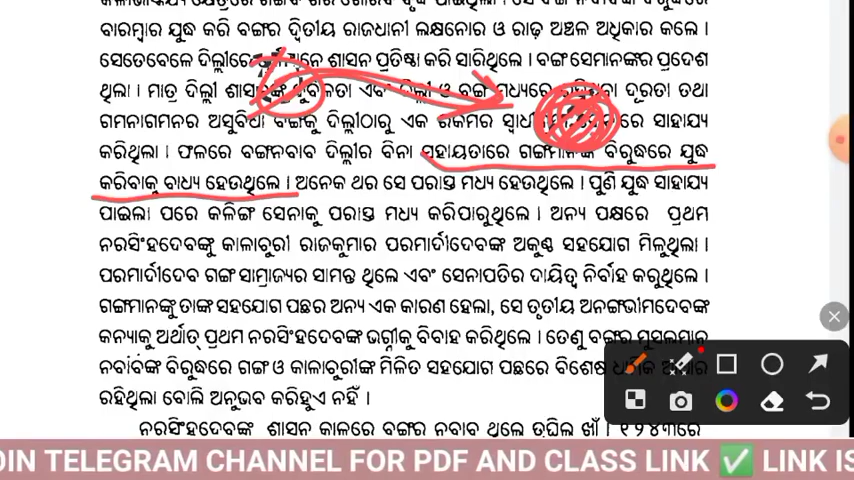 ବାରମ୍ବାର ଯୁଦ୍ଧ କରି ବଙ୍ଗର ଦ୍ୱିତୀୟ ରାଜଧାନୀ ଲକ୍ଷନୋର ଓ ରାଢ଼ ଅଞ୍ଚଳ ଅଧିକାର କଲେ ।
ସେତେବେଳେ ଶାସନ ପ୍ରତିଷ୍ଠା କରି ସାରିଥିଲେ । ବଙ୍ଗ ସେମାନଙ୍କର ପ୍ରଦେଶ
ଥିଲା । ମାତ୍ର ଦିଲ୍ଲୀ ଏବଂ ଦିଲ୍ଲୀ ଓ ବଙ୍ଗ ମଧ୍ୟରେ ଦୂରତା ତଥା
ଗମନାଗମନର ଅସୁବିଧା ବଙ୍ଗକୁ ଦିଲ୍ଲୀଠାରୁ ଏକ ରକମର ସାହାଯ୍ୟ
କରିଥିଲା । ଫଳରେ ବଙ୍ଗନବାବ ଦିଲ୍ଲୀର ବିନା ସହାୟତାରେ ଗଙ୍ଗମାନଙ୍କ ବିରୁଦ୍ଧରେ ଯୁଦ୍ଧ
କରିବାକୁ ବାଧ୍ୟ ହେଉଥିଲେ । ଅନେକ ଥର ସେ ପରାସ୍ତ ମଧ୍ୟ ହେଉଥିଲେ । ପୁଣି ଯୁଦ୍ଧ ସାହାଯ୍ୟ
ପାଇଲା ପରେ କଳିଙ୍ଗ ସେନାକୁ ପରାସ୍ତ ମଧ୍ୟ କରିପାରୁଥିଲେ । ଅନ୍ୟ ପକ୍ଷରେ ପ୍ରଥମ
ନରସିଂହଦେବଙ୍କୁ କାଳାଚୁରୀ ରାଜକୁମାର ପରମାର୍ଦୀଦେବଙ୍କ ଅକୁଣ୍ଠ ସହଯୋଗ ମିଳୁଥିଲା ।
ପରମାର୍ଦୀଦେବ ଗଙ୍ଗ ସାମ୍ରାଜ୍ୟର ସାମନ୍ତ ଥିଲେ ଏବଂ ସେନାପତିର ଦାୟିତ୍ୱ ନିର୍ବାହ କରୁଥିଲେ ।
ଗଙ୍ଗମାନଙ୍କୁ ତାଙ୍କ ସହଯୋଗ ପଛର ଅନ୍ୟ ଏକ କାରଣ ହେଲା, ସେ ତୃତୀୟ ଅନଙ୍ଗଭୀମଦେବଙ୍କ
କନ୍ୟାକୁ ଅର୍ଥାତ୍ ପ୍ରଥମ ନରସିଂହଦେବଙ୍କ ଭଗ୍ନୀକୁ ବିବାହ କରିଥିଲେ । ତେଣୁ ବଙ୍ଗର ମୁସଲମାନ
ନବାବଙ୍କ ବିରୁଦ୍ଧରେ ଗଙ୍ଗ ଓ କାଳାଚୁରୀଙ୍କ ମିଳିତ ସହଯୋଗ ପଛରେ ବିଶେଷ
ରହିଥିଲା ବୋଲି ଅନୁଭବ କରିହୁଏ ନହିଁ ।
ନରସିଂହଦେବଙ୍କ ଶାସନ କାଳରେ ବଙ୍ଗର ନବାବ ଥିଲେ ତୁଘିଲ ଖାଁ । ୧୨୪୩ରେ
OIN TELEGRAM CHANNEL FOR PDF AND CLASS LINK ✅ LINK IS